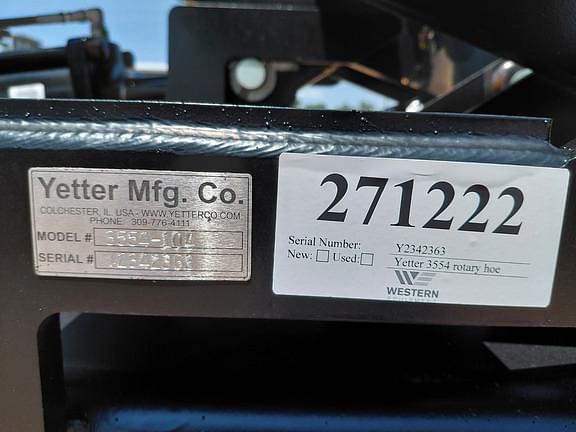 Yetter Mfg. Co.
COLCHESTER, IL USA - WWW.YETTERCO.COM
PHONE 309-776-4111
MODEL #
SERIAL #
271222
Serial Number: Y2342363
New: Used: Yetter 3554 rotary hoe
WESTERN